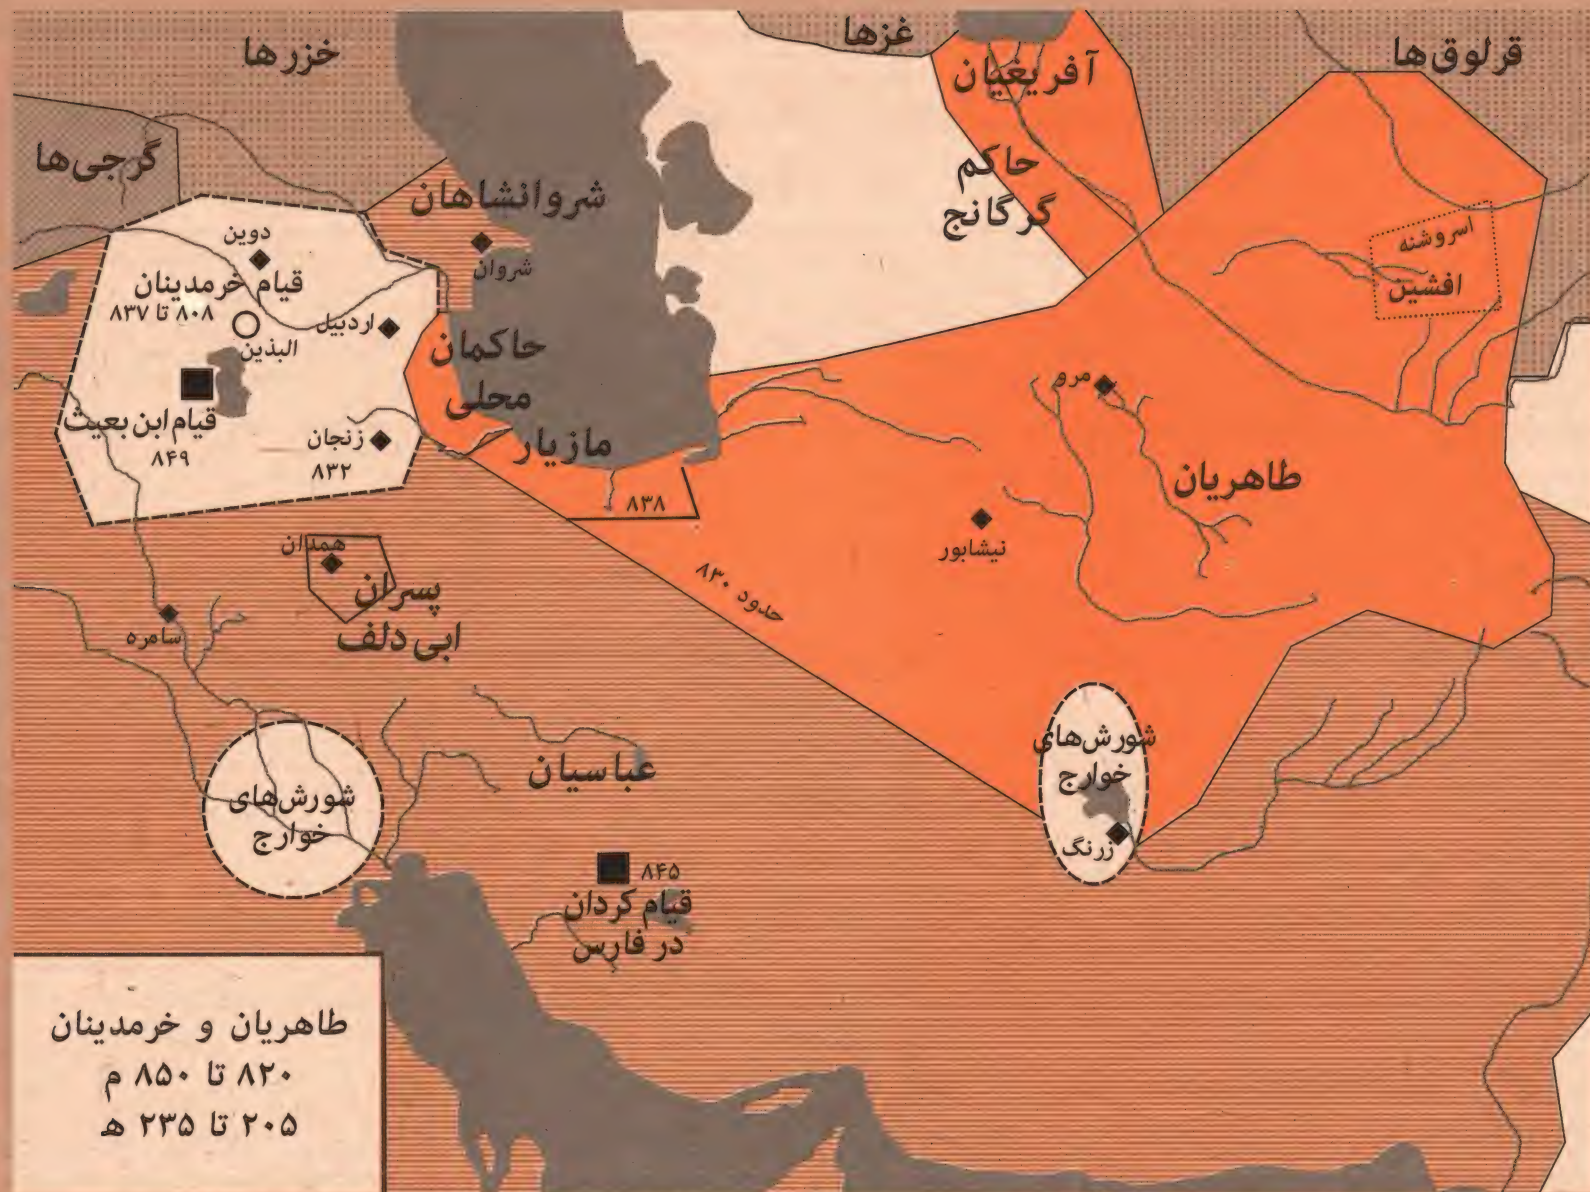 خزرها
غزها
قرلوق‌ها
آفریغیان
گرجی‌ها
حاکم
گرگانج
شروانشاهان
شروان
دوین
قیام خرمدینان
۸۰۸ تا ۸۳۷
اردبیل
البذین
اسروشنه
افشین
حاکمان
محلی
مازیار
مرو
قیام ابن بعیث
۸۴۹
زنجان
۸۳۲
طاهریان
۸۳۸
نیشابور
همدان
پسران
ابی دلف
حدود ۸۳۰
سامره
عباسیان
شورش‌های
خوارج
زرنگ
شورش‌های
خوارج
۸۴۵
قیام کردان
در فارس
طاهریان و خرمدینان
۸۲۰ تا ۸۵۰ م
۲۰۵ تا ۲۳۵ ه